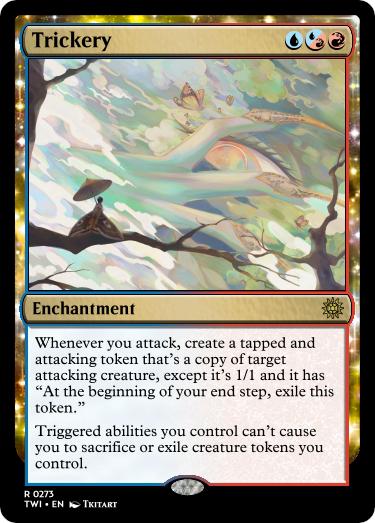 Trickery
Enchantment
Whenever you attack, create a tapped and
attacking token that's a copy of target
attacking creature, except it's 1/1 and it has
“At the beginning of your end step, exile this
token.”
Triggered abilities you control can't cause
you to sacrifice or exile creature tokens you
control.
R 0273
TWI • EN Tkitart